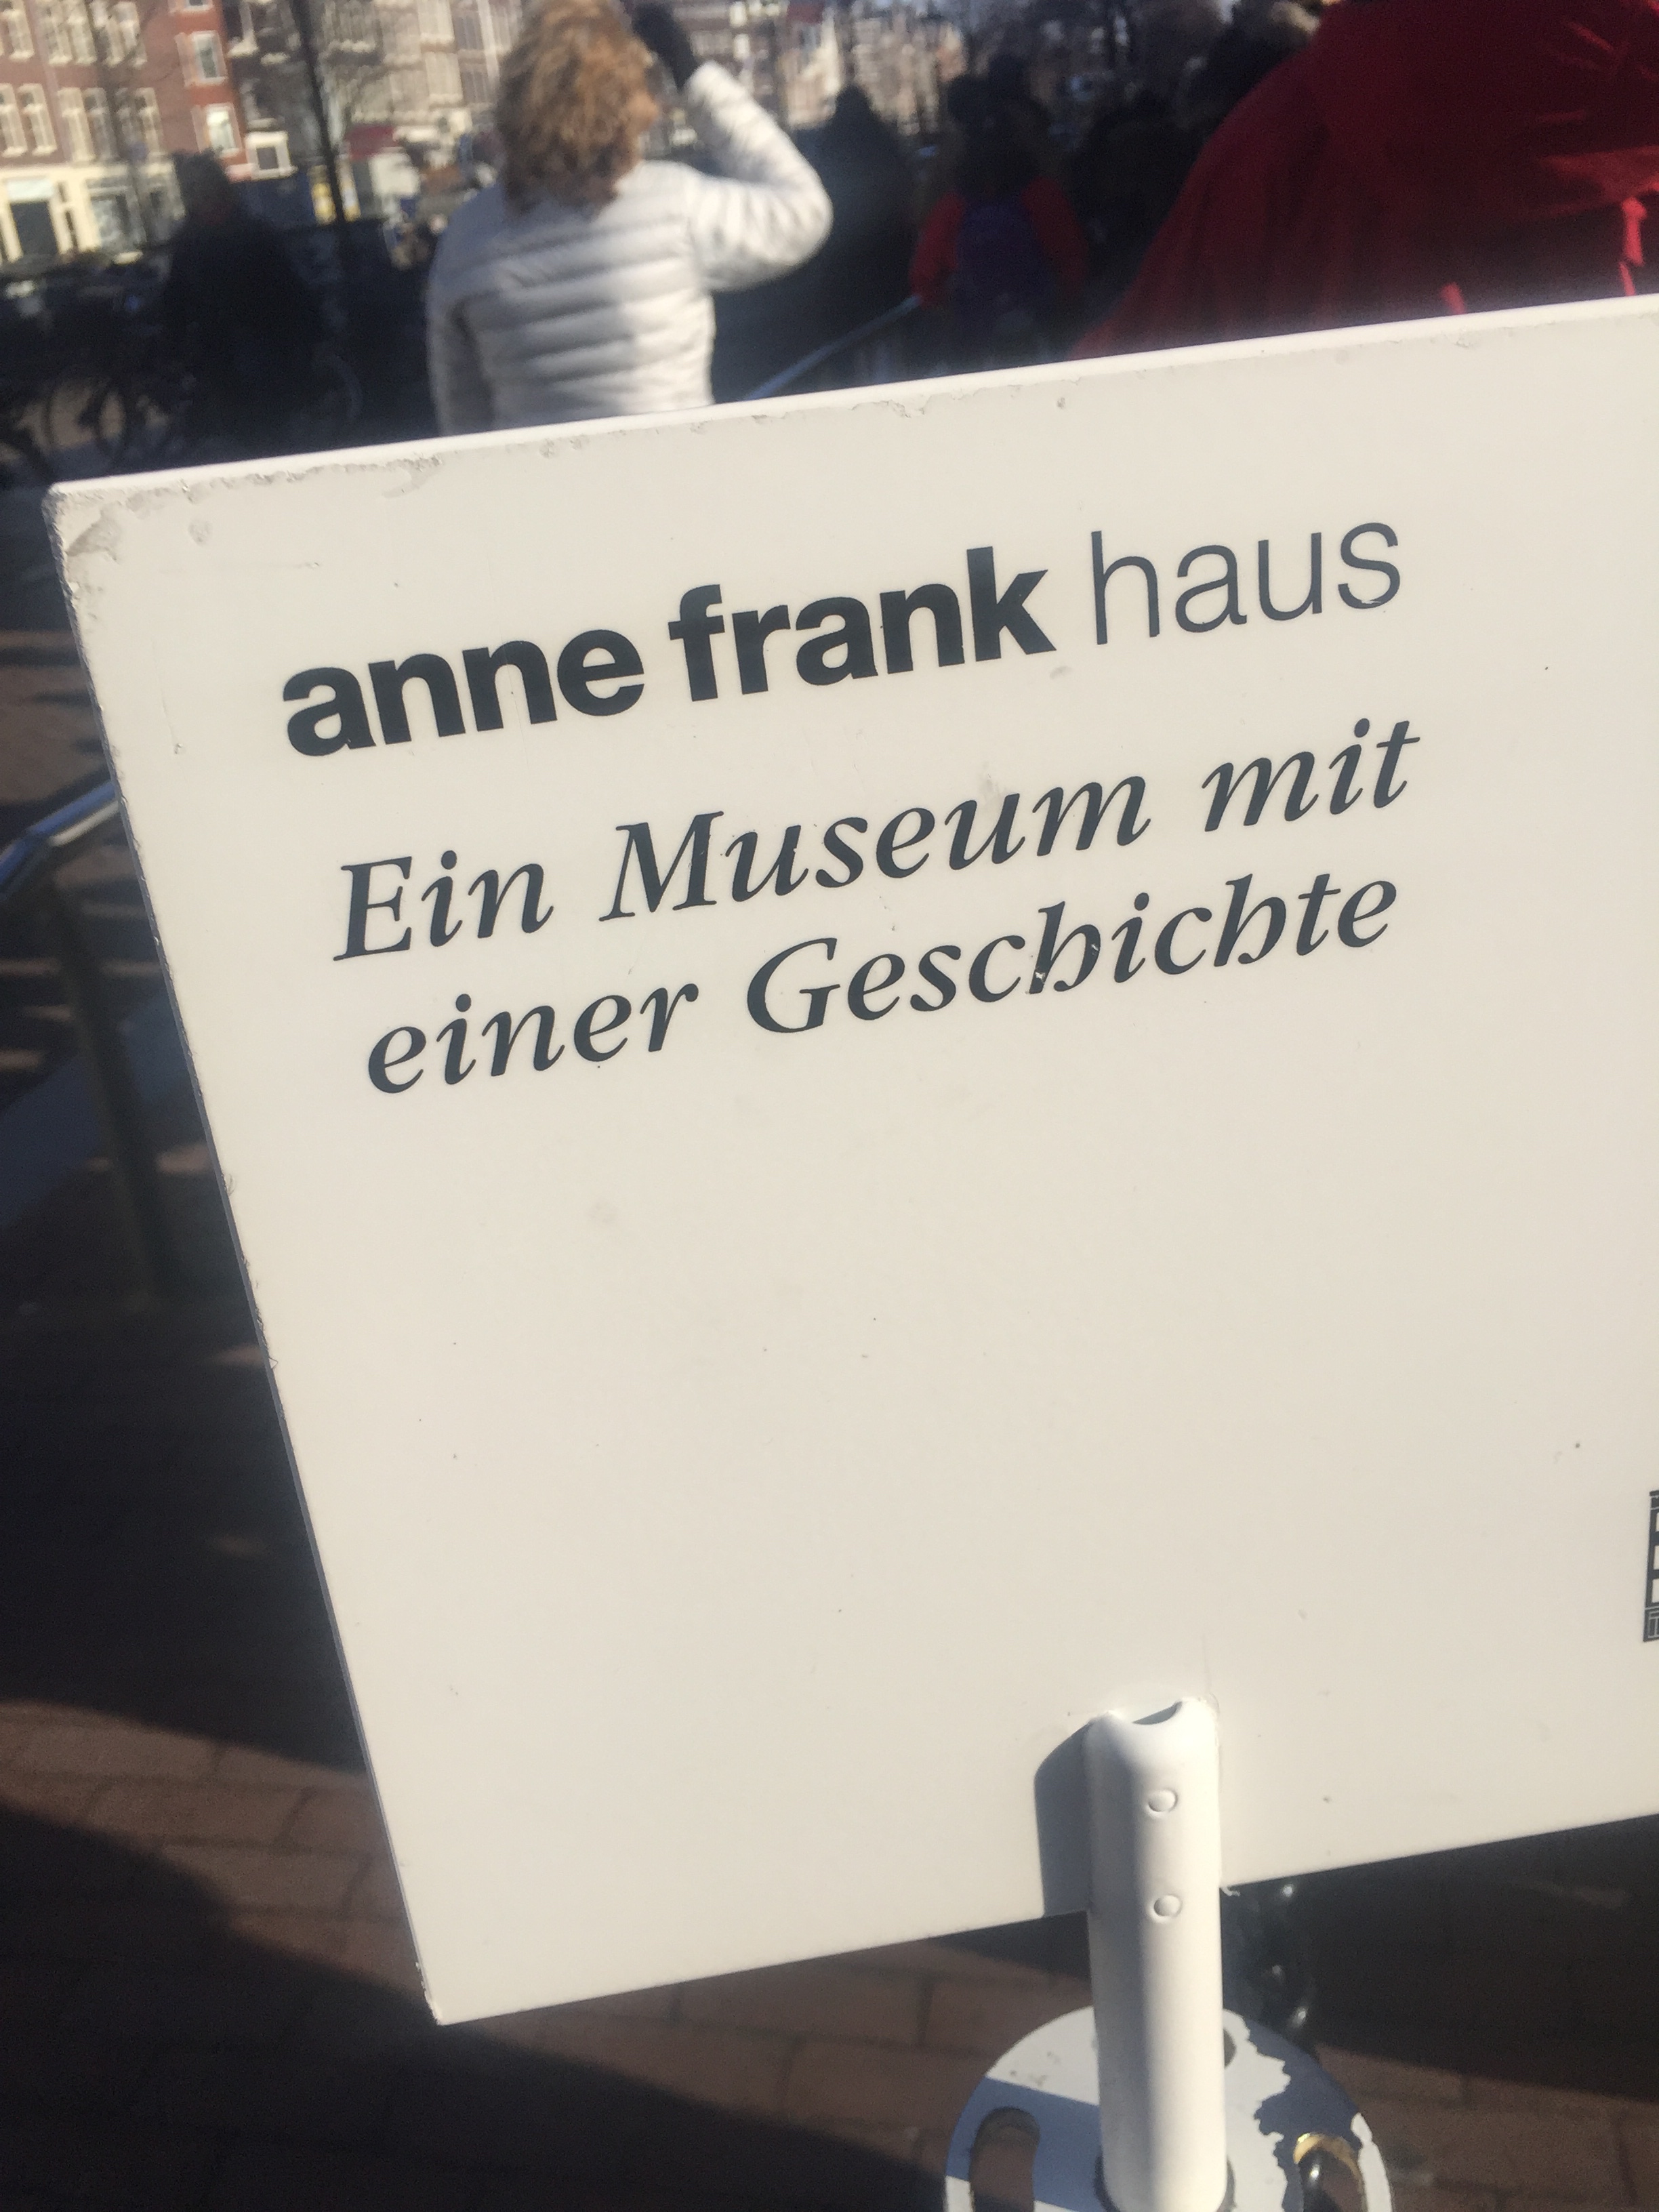 anne frank haus
Ein Museum mit
einer Geschichte